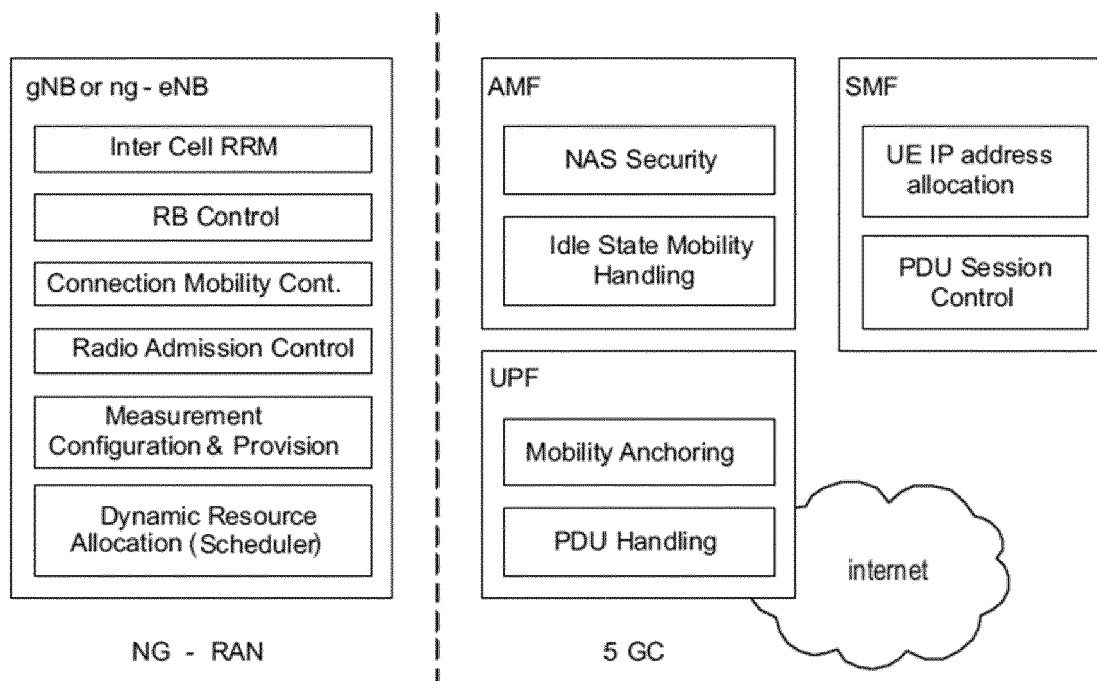 gNB or ng - eNB
Inter Cell RRM
RB Control
Connection Mobility Cont.
Radio Admission Control
Measurement
Configuration & Provision
Dynamic Resource
Allocation (Scheduler)
NG - RAN
AMF
NAS Security
Idle State Mobility
Handling
SMF
UE IP address
allocation
PDU Session
Control
UPF
Mobility Anchoring
PDU Handling
internet
5 GC